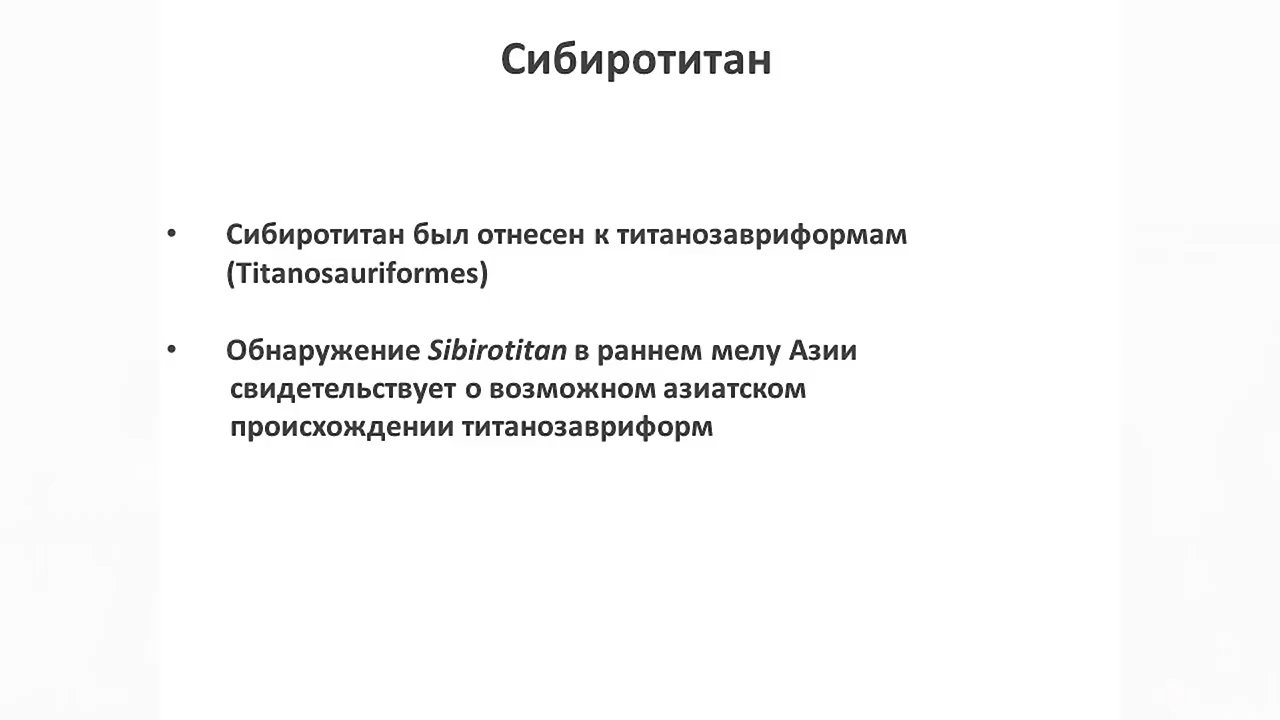 Сибиротитан
• Сибиротитан был отнесен к титанозавриформам
(Titanosauriformes)
• Обнаружение Sibirotitan в раннем мелу Азии
свидетельствует о возможном азиатском
происхождении титанозавриформ